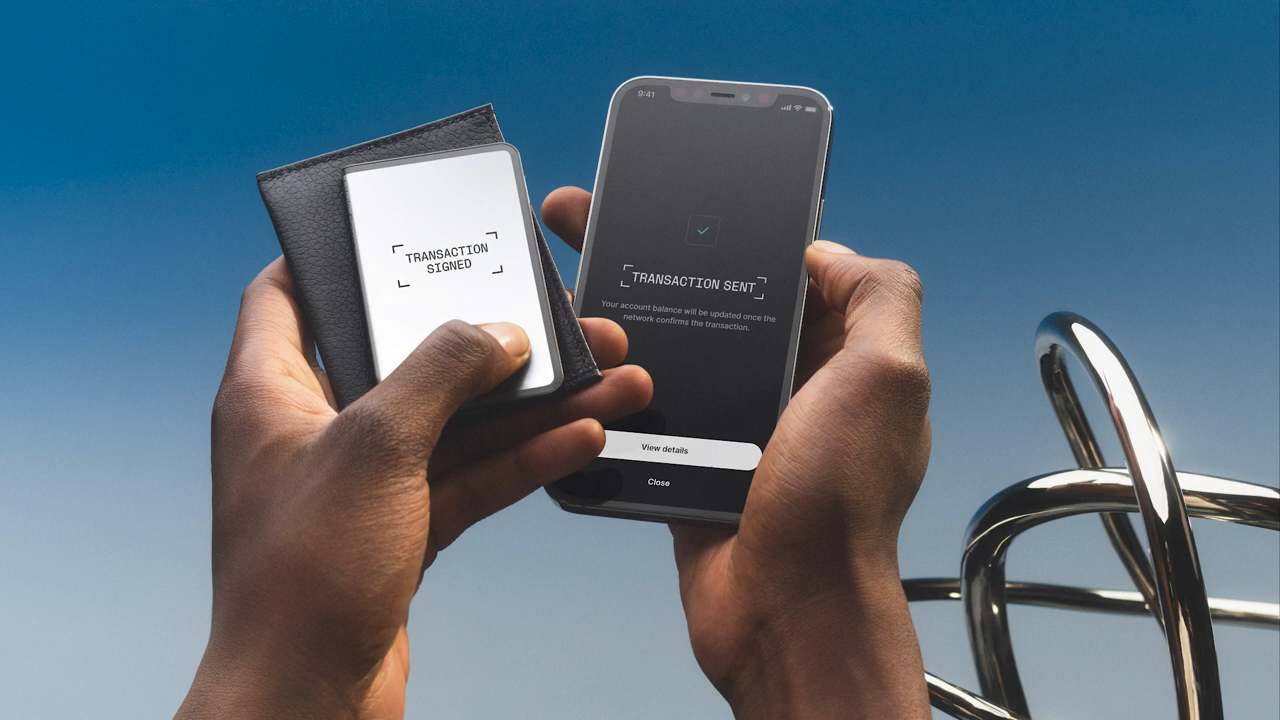 TRANSACTION
SIGNED
9:41
TRANSACTION SENT
Your account balance will be updated once the
network confirms the transaction.
View details
Close